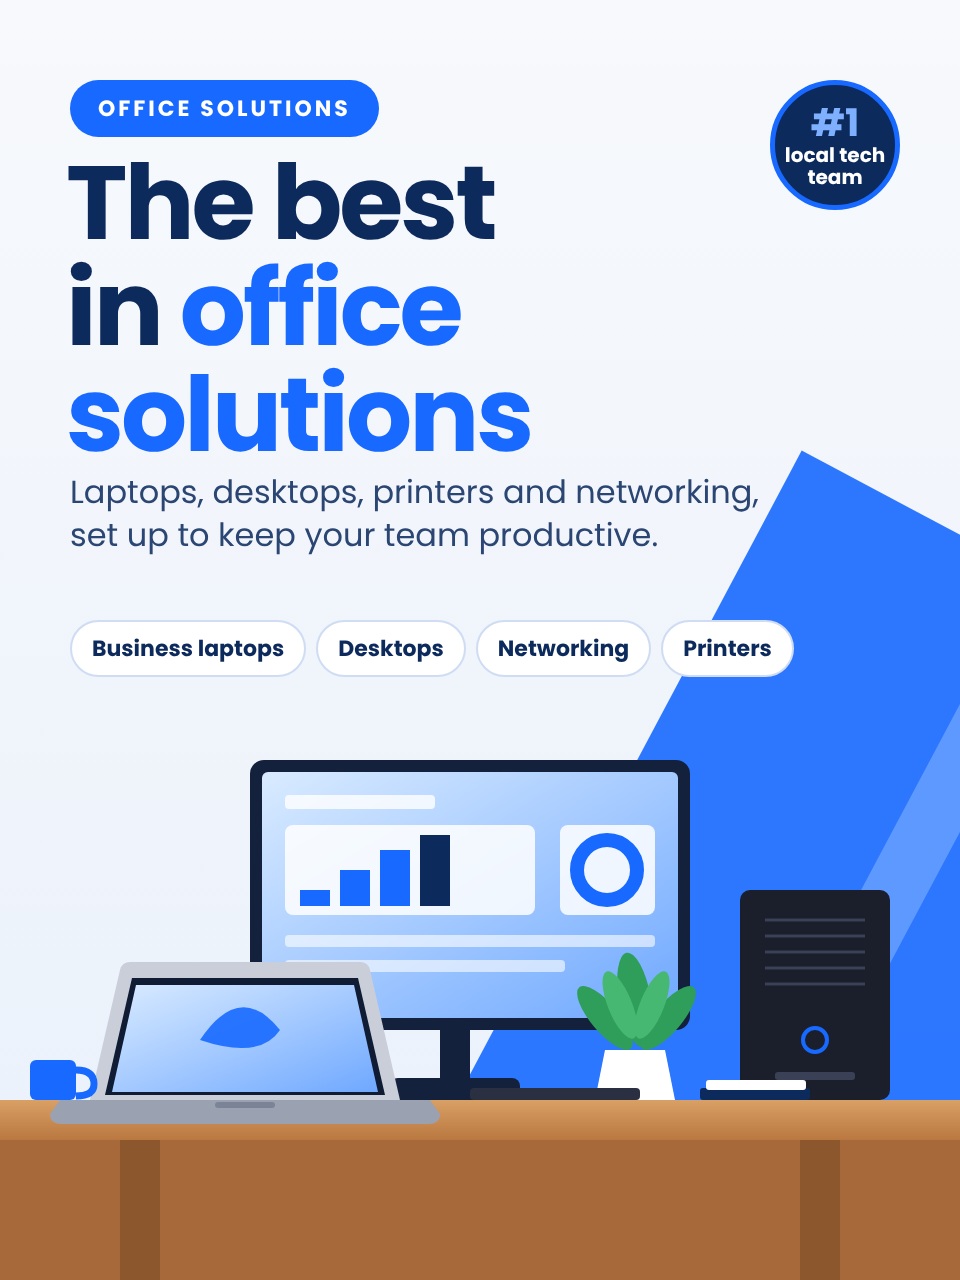 OFFICE SOLUTIONS
#1
local tech
team
The best
in office
solutions
Laptops, desktops, printers and networking,
set up to keep your team productive.
Business laptops
Desktops
Networking
Printers